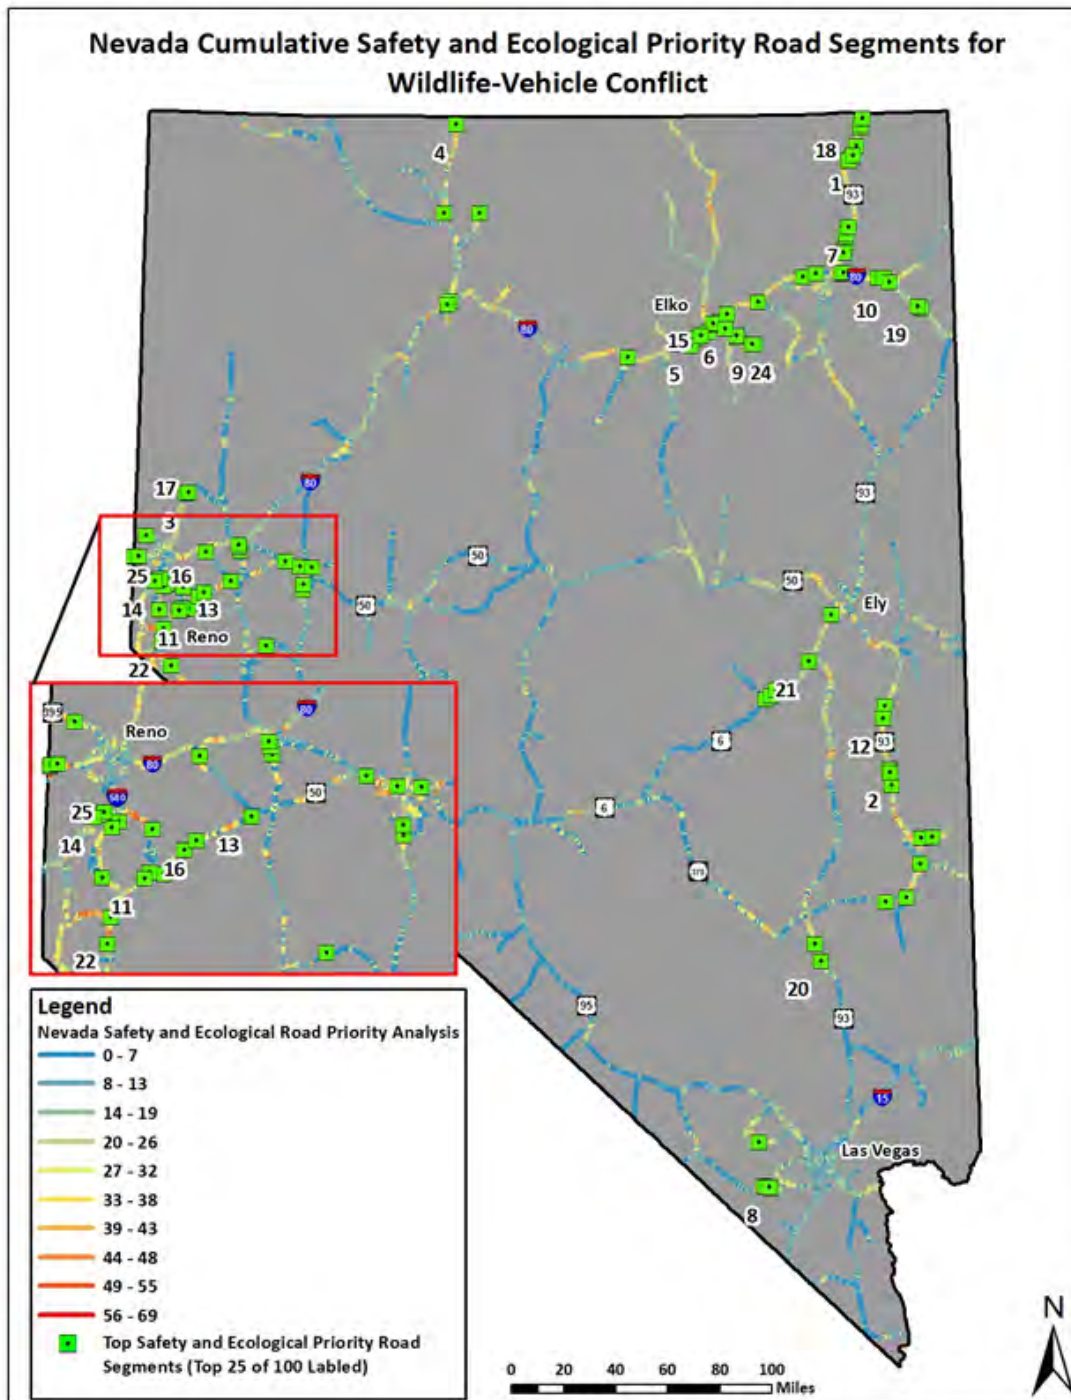 Nevada Cumulative Safety and Ecological Priority Road Segments for
Wildlife-Vehicle Conflict
4
18
1
93
7
80
Elko
10
19
80
15
6
5
9
24
17
80
93
3
50
25
16
50
50
14
13
Ely
11
Reno
22
21
Reno
80
6
12
93
80
50
6
2
580
25
14
13
16
11
22
20
95
93
15
Las Vegas
8
Legend
Nevada Safety and Ecological Road Priority Analysis
0 - 7
8 - 13
14 - 19
20 - 26
27 - 32
33 - 38
39 - 43
44 - 48
49 - 55
56 - 69
Top Safety and Ecological Priority Road
Segments (Top 25 of 100 Labled)
N
0 20 40 60 80 100
Miles